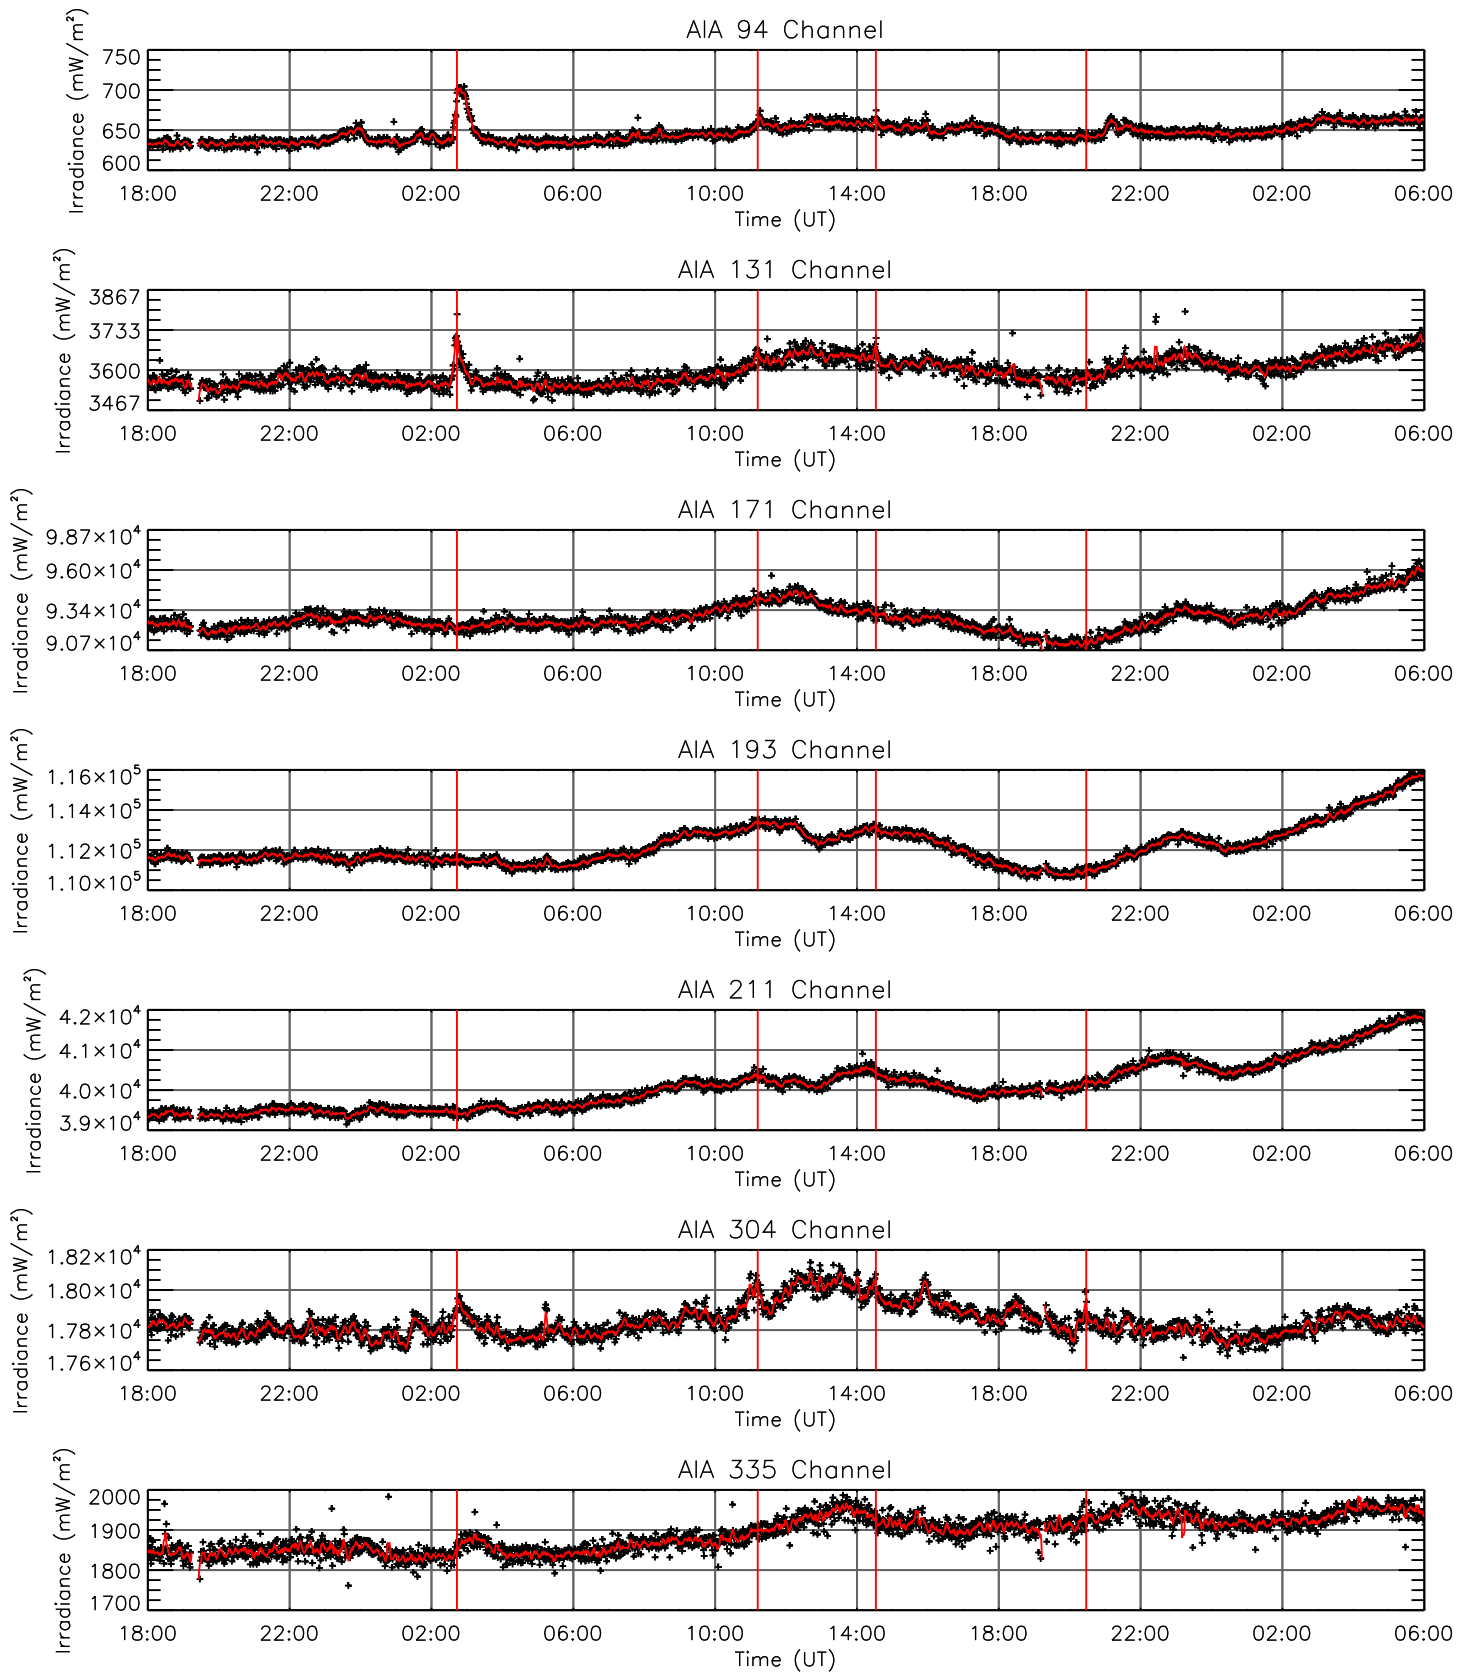 AIA 94 Channel
Irradiance (mW/m²)
750
700
650
600
18:00 22:00 02:00 06:00 10:00 14:00 18:00 22:00 02:00 06:00
Time (UT)
AIA 131 Channel
Irradiance (mW/m²)
3867
3733
3600
3467
18:00 22:00 02:00 06:00 10:00 14:00 18:00 22:00 02:00 06:00
Time (UT)
AIA 171 Channel
Irradiance (mW/m²)
9.87×10⁴
9.60×10⁴
9.34×10⁴
9.07×10⁴
18:00 22:00 02:00 06:00 10:00 14:00 18:00 22:00 02:00 06:00
Time (UT)
AIA 193 Channel
Irradiance (mW/m²)
1.16×10⁵
1.14×10⁵
1.12×10⁵
1.10×10⁵
18:00 22:00 02:00 06:00 10:00 14:00 18:00 22:00 02:00 06:00
Time (UT)
AIA 211 Channel
Irradiance (mW/m²)
4.2×10⁴
4.1×10⁴
4.0×10⁴
3.9×10⁴
18:00 22:00 02:00 06:00 10:00 14:00 18:00 22:00 02:00 06:00
Time (UT)
AIA 304 Channel
Irradiance (mW/m²)
1.82×10⁴
1.80×10⁴
1.78×10⁴
1.76×10⁴
18:00 22:00 02:00 06:00 10:00 14:00 18:00 22:00 02:00 06:00
Time (UT)
AIA 335 Channel
Irradiance (mW/m²)
2000
1900
1800
1700
18:00 22:00 02:00 06:00 10:00 14:00 18:00 22:00 02:00 06:00
Time (UT)